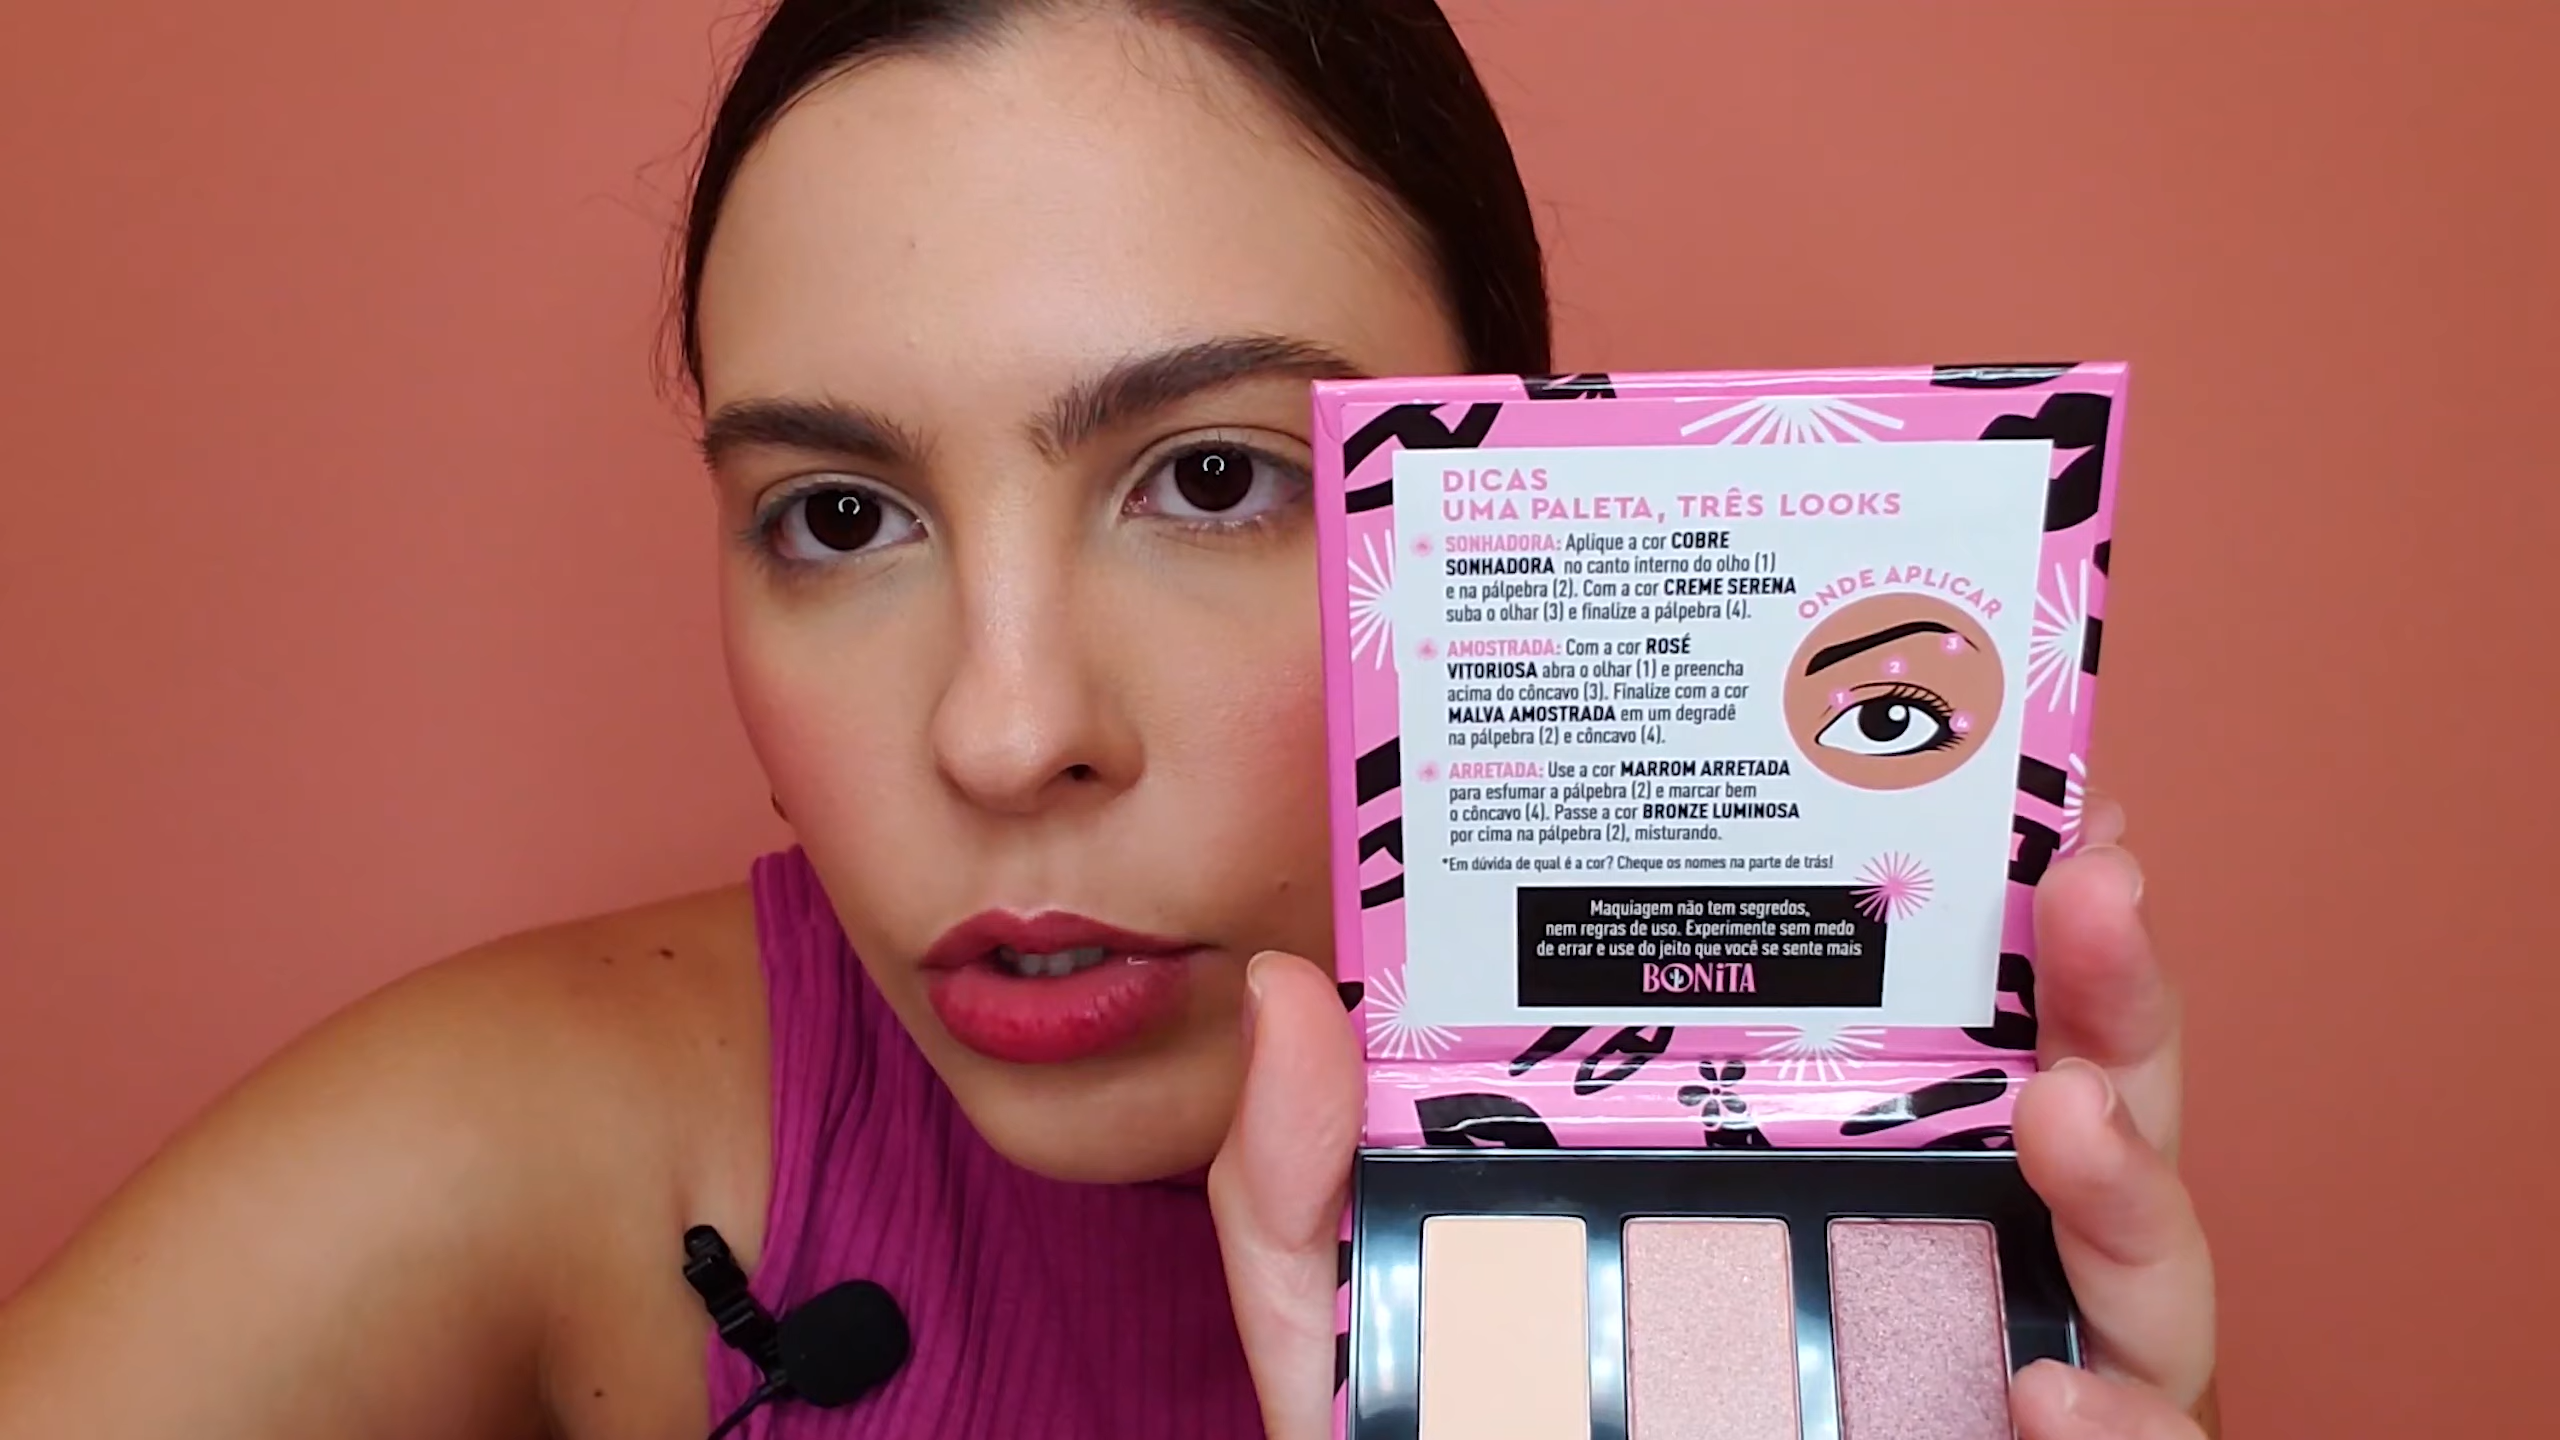 DICAS
UMA PALETA, TRÊS LOOKS
SONHADORA: Aplique a cor COBRE
SONHADORA no canto interno do olho (1)
e na pálpebra (2). Com a cor CREME SERENA
suba o olhar (3) e finalize a pálpebra (4).
AMOSTRADA: Com a cor ROSÉ
VITORIOSA abra o olhar (1) e preencha
acima do côncavo (3). Finalize com a cor
MALVA AMOSTRADA em um degradê
na pálpebra (2) e côncavo (4).
ARRETADA: Use a cor MARROM ARRETADA
para esfumar a pálpebra (2) e marcar bem
o côncavo (4). Passe a cor BRONZE LUMINOSA
por cima na pálpebra (2), misturando.
*Em dúvida de qual é a cor? Cheque os nomes na parte de trás!
ONDE APLICAR
3
2
1
4
Maquiagem não tem segredos,
nem regras de uso. Experimente sem medo
de errar e use do jeito que você se sente mais
BONiTA